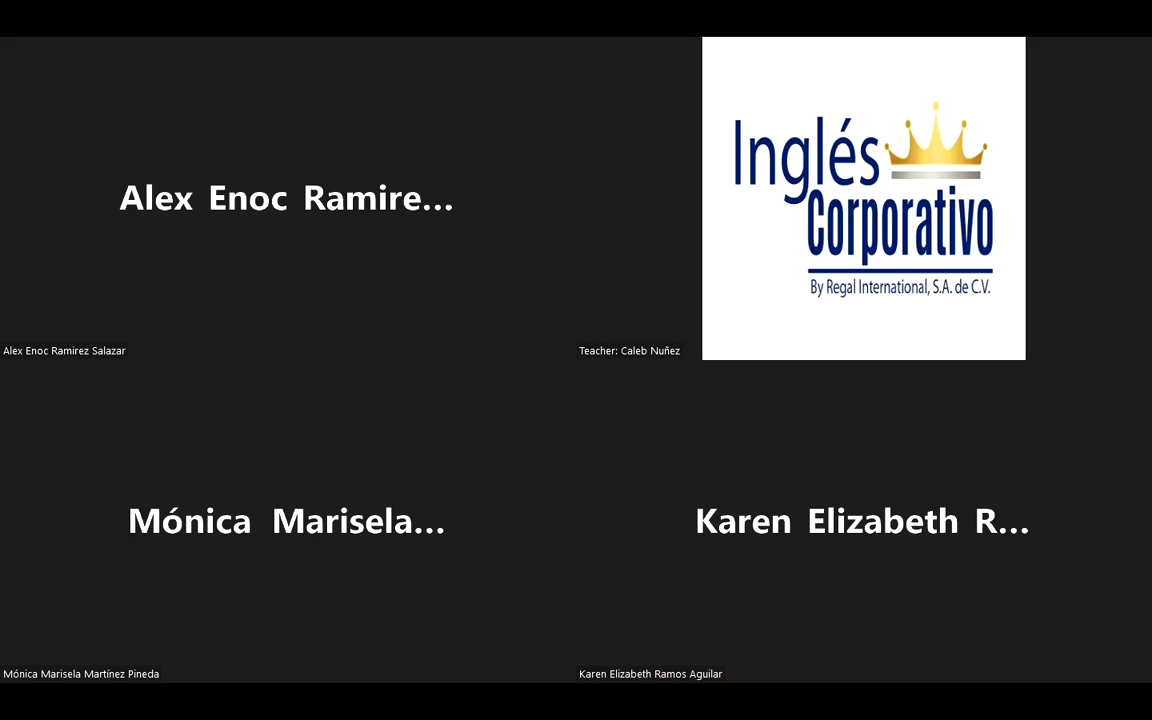 Alex Enoc Ramire...
Alex Enoc Ramirez Salazar
Inglés
Corporativo
By Regal International, S.A. de C.V.
Teacher: Caleb Nuñez
Mónica Marisela...
Mónica Marisela Martínez Pineda
Karen Elizabeth R...
Karen Elizabeth Ramos Aguilar